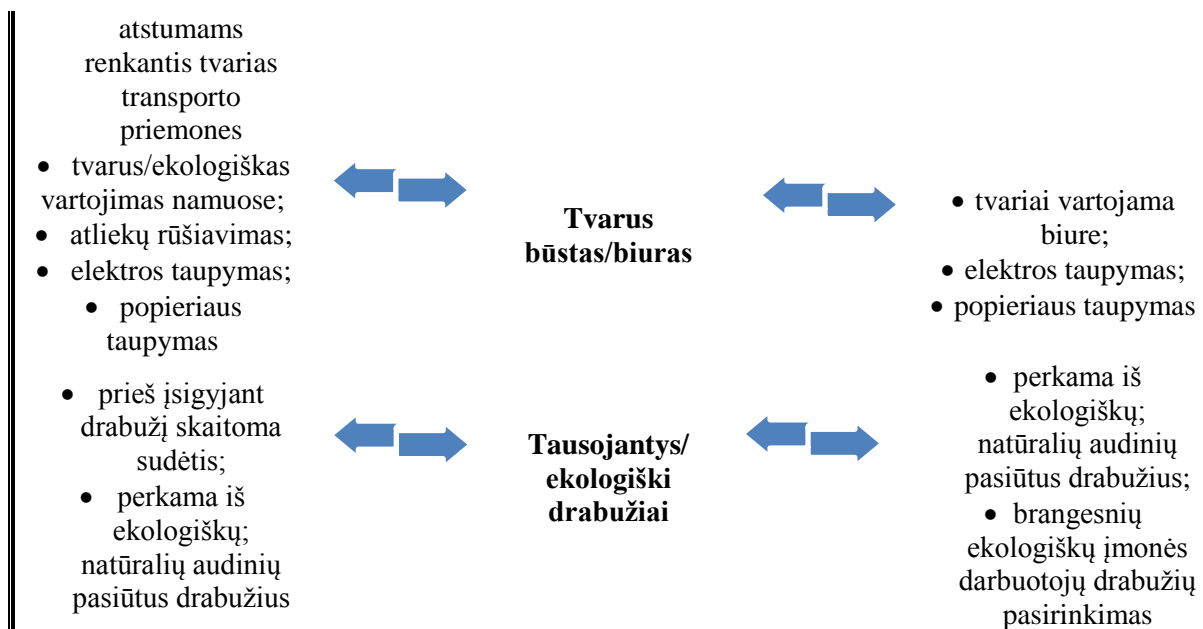 atstumams
renkantis tvarias
transporto
priemones
• tvarus/ekologiškas
vartojimas namuose;
• atliekų rūšiavimas;
• elektros taupymas;
• popieriaus
taupymas
Tvarus
būstas/biuras
• tvariai vartojama
biure;
• elektros taupymas;
• popieriaus taupymas
• prieš įsigyjant
drabužį skaitoma
sudėtis;
• perkama iš
ekologiškų;
natūralių audinių
pasiūtus drabužius
Tausojantys/
ekologiški
drabužiai
• perkama iš
ekologiškų;
natūralių audinių
pasiūtus drabužius;
• brangesnių
ekologiškų įmonės
darbuotojų drabužių
pasirinkimas